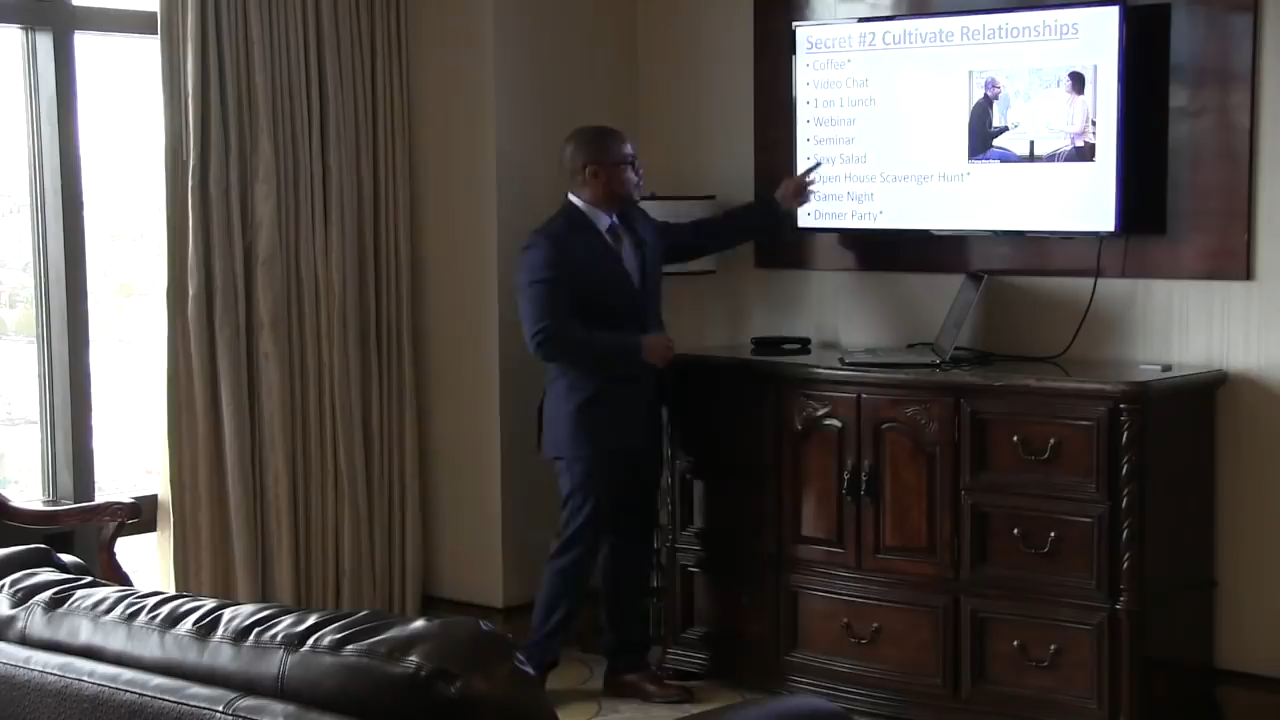 Secret #2 Cultivate Relationships
• Coffee*
• Video Chat
• 1 on 1 lunch
• Webinar
• Seminar
• Sexy Salad
Open House Scavenger Hunt*
Game Night
• Dinner Party*